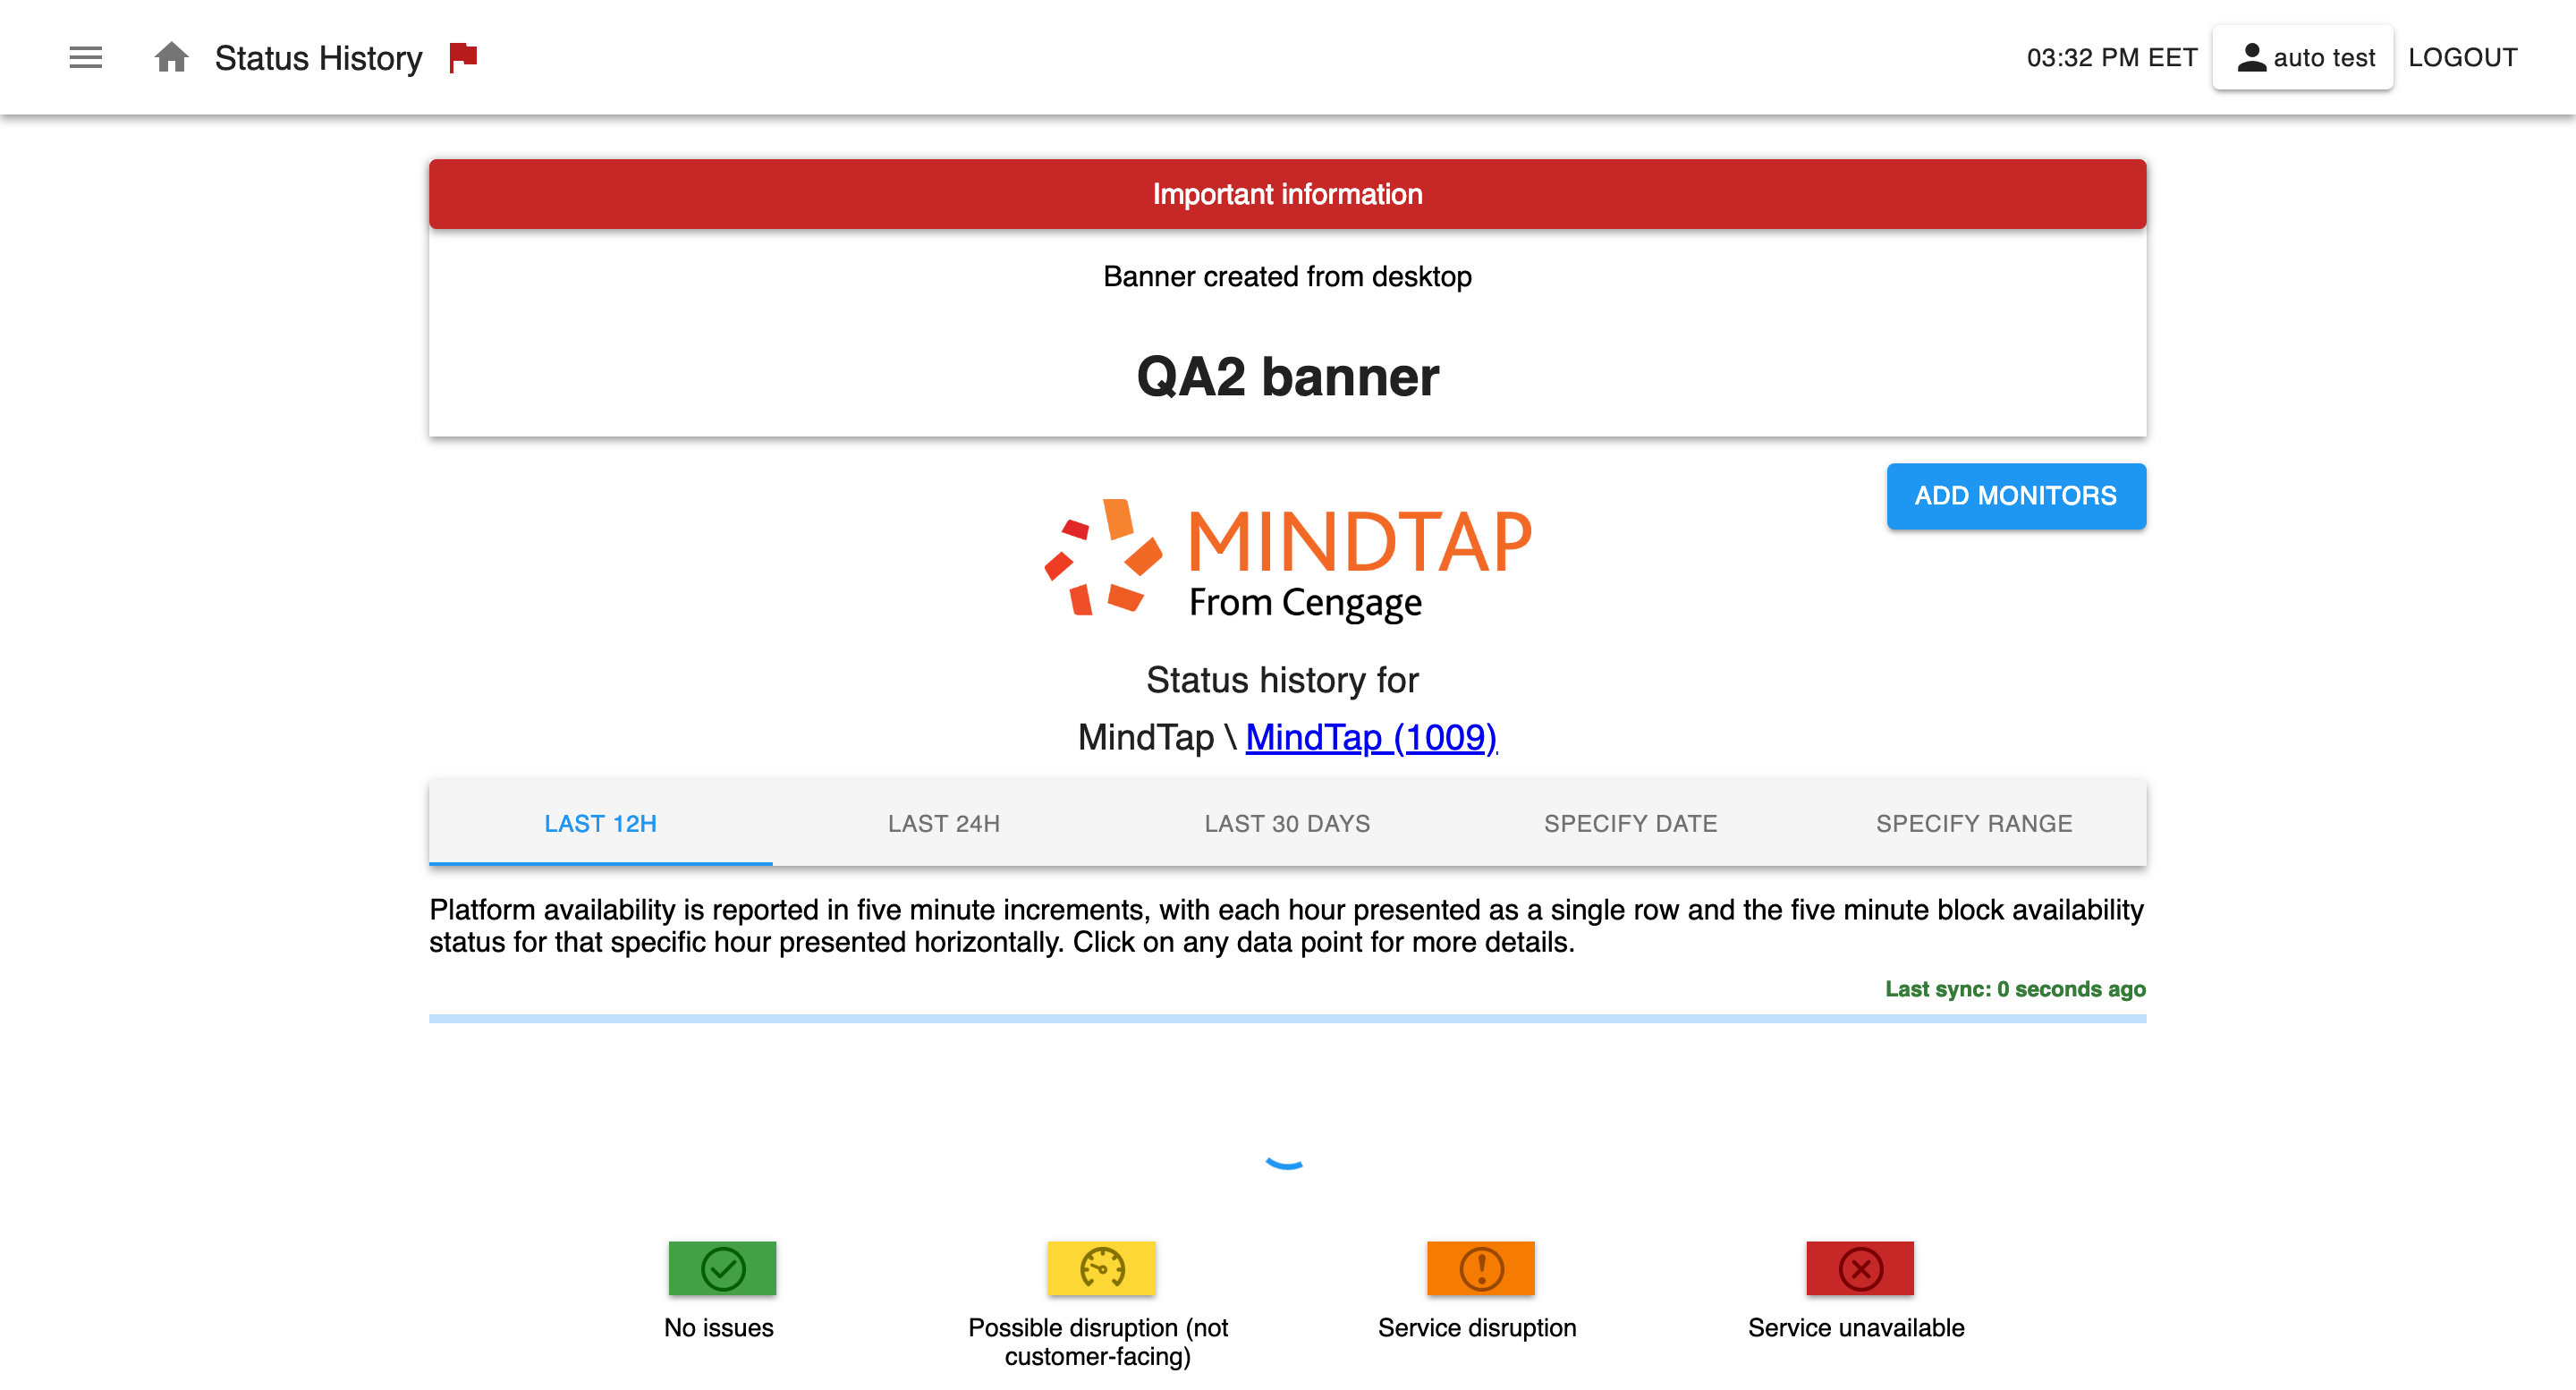 Status History
03:32 PM EET
auto test
LOGOUT
Important information
Banner created from desktop
QA2 banner
ADD MONITORS
MINDTAP
From Cengage
Status history for
MindTap \ MindTap (1009)
LAST 12H
LAST 24H
LAST 30 DAYS
SPECIFY DATE
SPECIFY RANGE
Platform availability is reported in five minute increments, with each hour presented as a single row and the five minute block availability
status for that specific hour presented horizontally. Click on any data point for more details.
Last sync: 0 seconds ago
No issues
Possible disruption (not
customer-facing)
Service disruption
Service unavailable